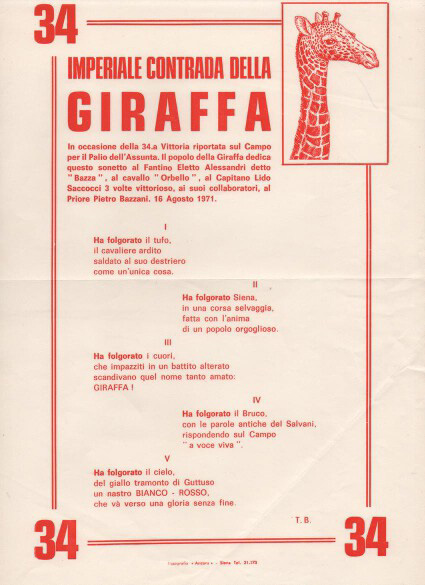 34
IMPERIALE CONTRADA DELLA
GIRAFFA
In occasione della 34.a Vittoria riportata sul Campo
per il Palio dell'Assunta. Il popolo della Giraffa dedica
questo sonetto al Fantino Eletto Alessandri detto
"Bazza", al cavallo "Orbello", al Capitano Lido
Saccocci 3 volte vittorioso, ai suoi collaboratori, al
Priore Pietro Bazzani. 16 Agosto 1971.
I
Ha folgorato il tufo,
il cavaliere ardito
saldato al suo destriero
come un'unica cosa.
II
Ha folgorato Siena,
in una corsa selvaggia,
fatta con l'anima
di un popolo orgoglioso.
III
Ha folgorato i cuori,
che impazziti in un battito alterato
scandivano quel nome tanto amato:
GIRAFFA !
IV
Ha folgorato il Bruco,
con le parole antiche del Salvani,
rispondendo sul Campo
"a voce viva".
V
Ha folgorato il cielo,
del giallo tramonto di Guttuso
un nastro BIANCO - ROSSO,
che và verso una gloria senza fine.
T. B.
34
34
Tipografia « Ancora » - Siena Tel.